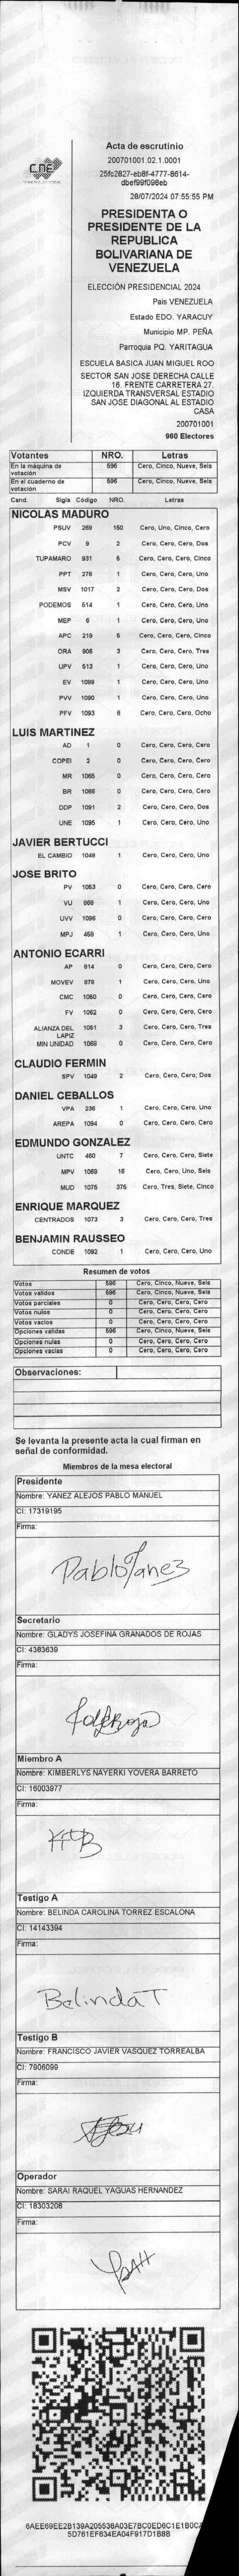 CNE
Acta de escrutinio
200701001.02.1.0001
25fc2827-eb8f-4777-8614-
dbef99f098eb
28/07/2024 07:55:55 PM
PRESIDENTA O
PRESIDENTE DE LA
REPUBLICA
BOLIVARIANA DE
VENEZUELA
ELECCIÓN PRESIDENCIAL 2024
Pais VENEZUELA
Estado EDO. YARACUY
Municipio MP. PEÑA
Parroquia PQ. YARITAGUA
ESCUELA BASICA JUAN MIGUEL ROO
SECTOR SAN JOSE DERECHA CALLE
16. FRENTE CARRETERA 27.
IZQUIERDA TRANSVERSAL ESTADIO
SAN JOSE DIAGONAL AL ESTADIO
CASA
200701001
960 Electores
Votantes NRO. Letras
En la máquina de votación 596 Cero, Cinco, Nueve, Seis
En el cuaderno de votación 596 Cero, Cinco, Nueve, Seis
Cand. Sigla Código NRO. Letras
NICOLAS MADURO
PSUV 269 150 Cero, Uno, Cinco, Cero
PCV 9 2 Cero, Cero, Cero, Dos
TUPAMARO 931 5 Cero, Cero, Cero, Cinco
PPT 276 1 Cero, Cero, Cero, Uno
MSV 1017 2 Cero, Cero, Cero, Dos
PODEMOS 514 1 Cero, Cero, Cero, Uno
MEP 6 1 Cero, Cero, Cero, Uno
APC 219 5 Cero, Cero, Cero, Cinco
ORA 906 3 Cero, Cero, Cero, Tres
UPV 513 1 Cero, Cero, Cero, Uno
EV 1089 1 Cero, Cero, Cero, Uno
PVV 1090 1 Cero, Cero, Cero, Uno
PFV 1093 8 Cero, Cero, Cero, Ocho
LUIS MARTINEZ
AD 1 0 Cero, Cero, Cero, Cero
COPEI 2 0 Cero, Cero, Cero, Cero
MR 1065 0 Cero, Cero, Cero, Cero
BR 1066 0 Cero, Cero, Cero, Cero
DDP 1091 2 Cero, Cero, Cero, Dos
UNE 1095 1 Cero, Cero, Cero, Uno
JAVIER BERTUCCI
EL CAMBIO 1048 1 Cero, Cero, Cero, Uno
JOSE BRITO
PV 1053 0 Cero, Cero, Cero, Cero
VU 868 1 Cero, Cero, Cero, Uno
UVV 1096 0 Cero, Cero, Cero, Cero
MPJ 459 1 Cero, Cero, Cero, Uno
ANTONIO ECARRI
AP 814 0 Cero, Cero, Cero, Cero
MOVEV 878 1 Cero, Cero, Cero, Uno
CMC 1050 0 Cero, Cero, Cero, Cero
FV 1052 0 Cero, Cero, Cero, Cero
ALIANZA DEL LAPIZ 1051 3 Cero, Cero, Cero, Tres
MIN UNIDAD 1068 0 Cero, Cero, Cero, Cero
CLAUDIO FERMIN
SPV 1049 2 Cero, Cero, Cero, Dos
DANIEL CEBALLOS
VPA 236 1 Cero, Cero, Cero, Uno
AREPA 1094 0 Cero, Cero, Cero, Cero
EDMUNDO GONZALEZ
UNTC 460 7 Cero, Cero, Cero, Siete
MPV 1069 16 Cero, Cero, Uno, Seis
MUD 1076 375 Cero, Tres, Siete, Cinco
ENRIQUE MARQUEZ
CENTRADOS 1073 3 Cero, Cero, Cero, Tres
BENJAMIN RAUSSEO
CONDE 1092 1 Cero, Cero, Cero, Uno
Resumen de votos
Votos 596 Cero, Cinco, Nueve, Seis
Votos validos 596 Cero, Cinco, Nueve, Seis
Votos parciales 0 Cero, Cero, Cero, Cero
Votos nulos 0 Cero, Cero, Cero, Cero
Votos vacios 0 Cero, Cero, Cero, Cero
Opciones validas 596 Cero, Cinco, Nueve, Seis
Opciones nulas 0 Cero, Cero, Cero, Cero
Opciones vacias 0 Cero, Cero, Cero, Cero
Observaciones:
Se levanta la presente acta la cual firman en
señal de conformidad.
Miembros de la mesa electoral
Presidente
Nombre: YANEZ ALEJOS PABLO MANUEL
CI: 17319195
Firma:
Pablo Yanez
Secretario
Nombre: GLADYS JOSEFINA GRANADOS DE ROJAS
CI: 4383639
Firma:
Miembro A
Nombre: KIMBERLYS NAYERKI YOVERA BARRETO
CI: 16003977
Firma:
Testigo A
Nombre: BELINDA CAROLINA TORREZ ESCALONA
CI: 14143394
Firma:
Belinda T
Testigo B
Nombre: FRANCISCO JAVIER VASQUEZ TORREALBA
CI: 7906099
Firma:
Operador
Nombre: SARAI RAQUEL YAGUAS HERNANDEZ
CI: 18303208
Firma:
6AEE69EE2B139A205538A03E7BC0ED6C1E1B0CA
5D761EF634EA04F917D1B8B